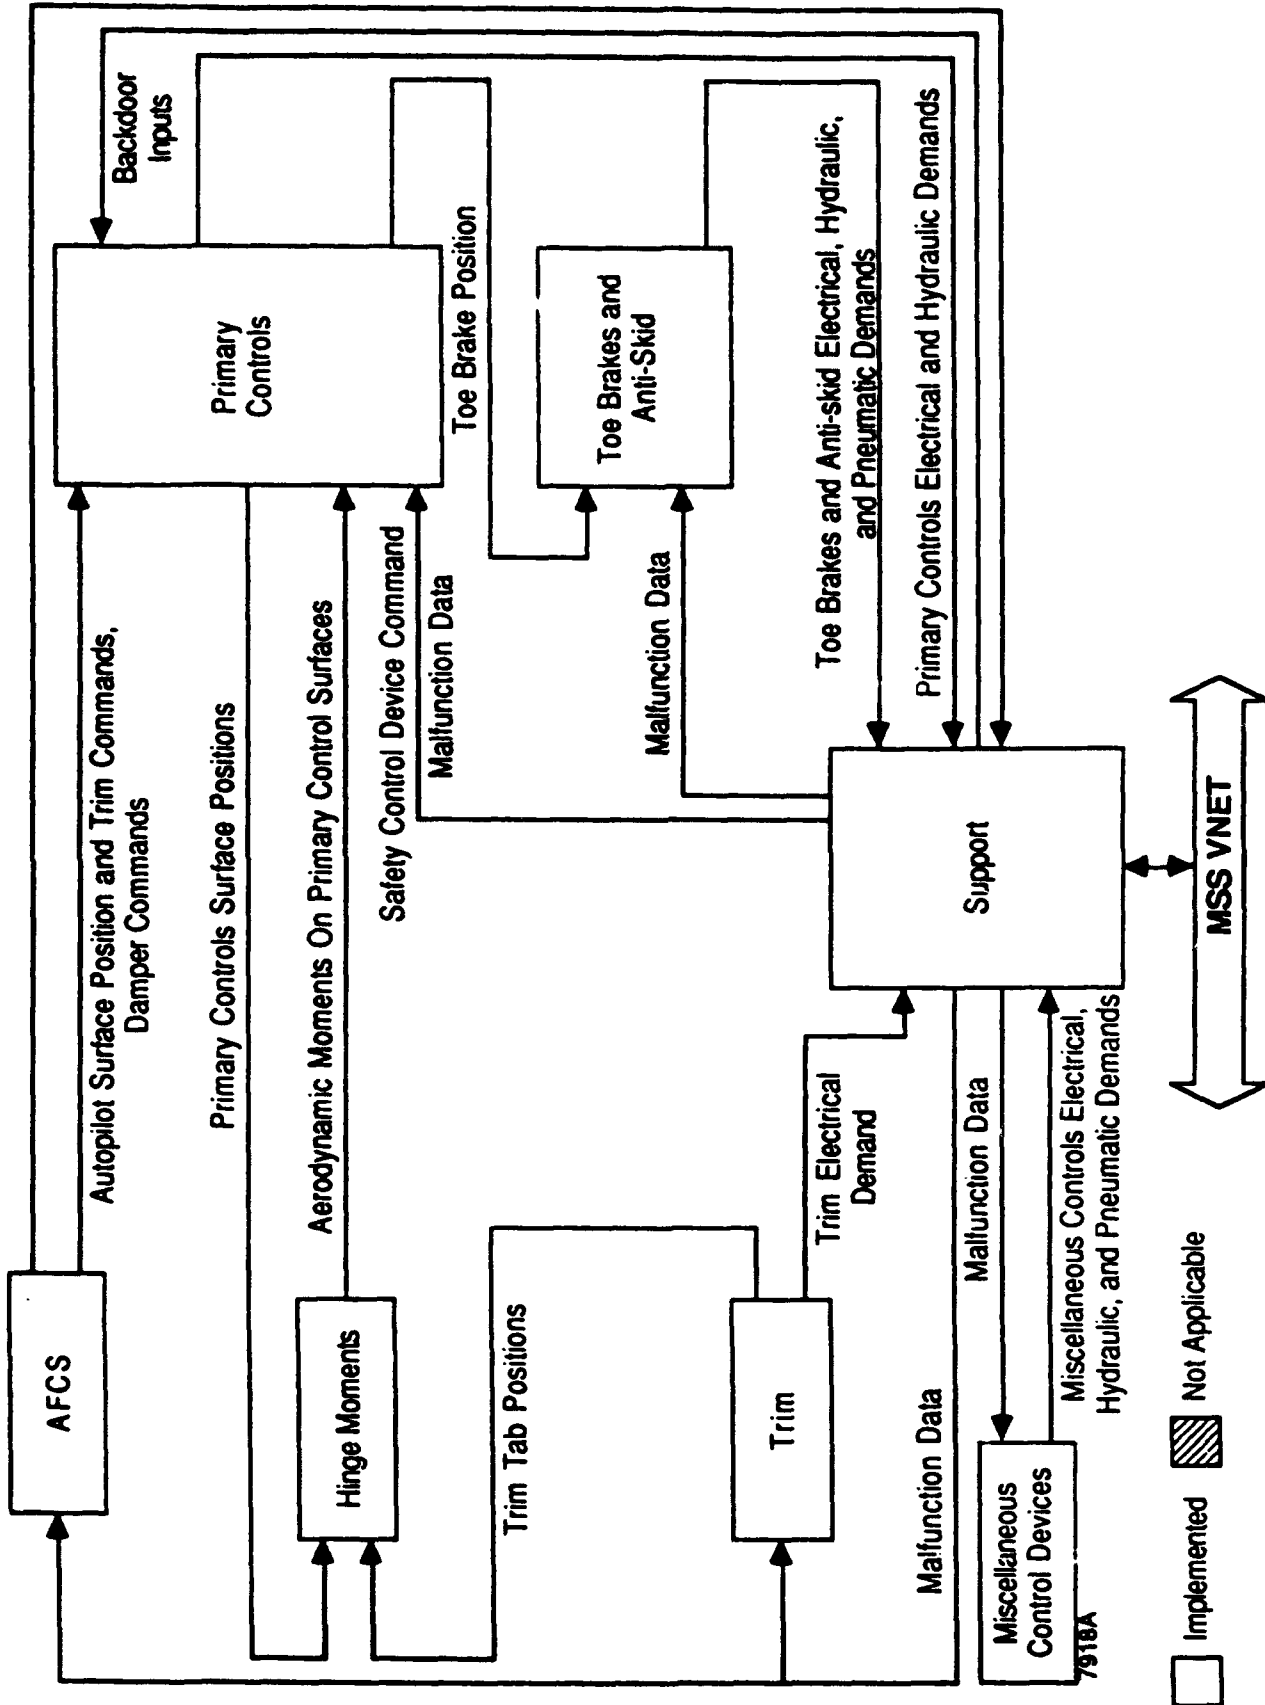 AFCS
Autopilot Surface Position and Trim Commands,
Damper Commands
Backdoor
Inputs
Primary
Controls
Primary Controls Surface Positions
Hinge Moments
Aerodynamic Moments On Primary Control Surfaces
Safety Control Device Command
Malfunction Data
Toe Brake Position
Trim Tab Positions
Toe Brakes and
Anti-Skid
Malfunction Data
Trim
Trim Electrical
Demand
Toe Brakes and Anti-skid Electrical, Hydraulic,
and Pneumatic Demands
Primary Controls Electrical and Hydraulic Demands
Malfunction Data
Support
Malfunction Data
Miscellaneous
Control Devices
Miscellaneous Controls Electrical,
Hydraulic, and Pneumatic Demands
7918A
MSS VNET
Implemented
Not Applicable